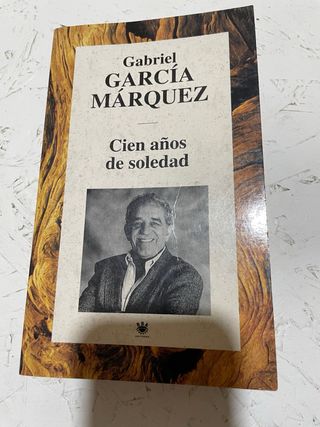 Gabriel
GARCÍA
MÁRQUEZ
Cien años
de soledad